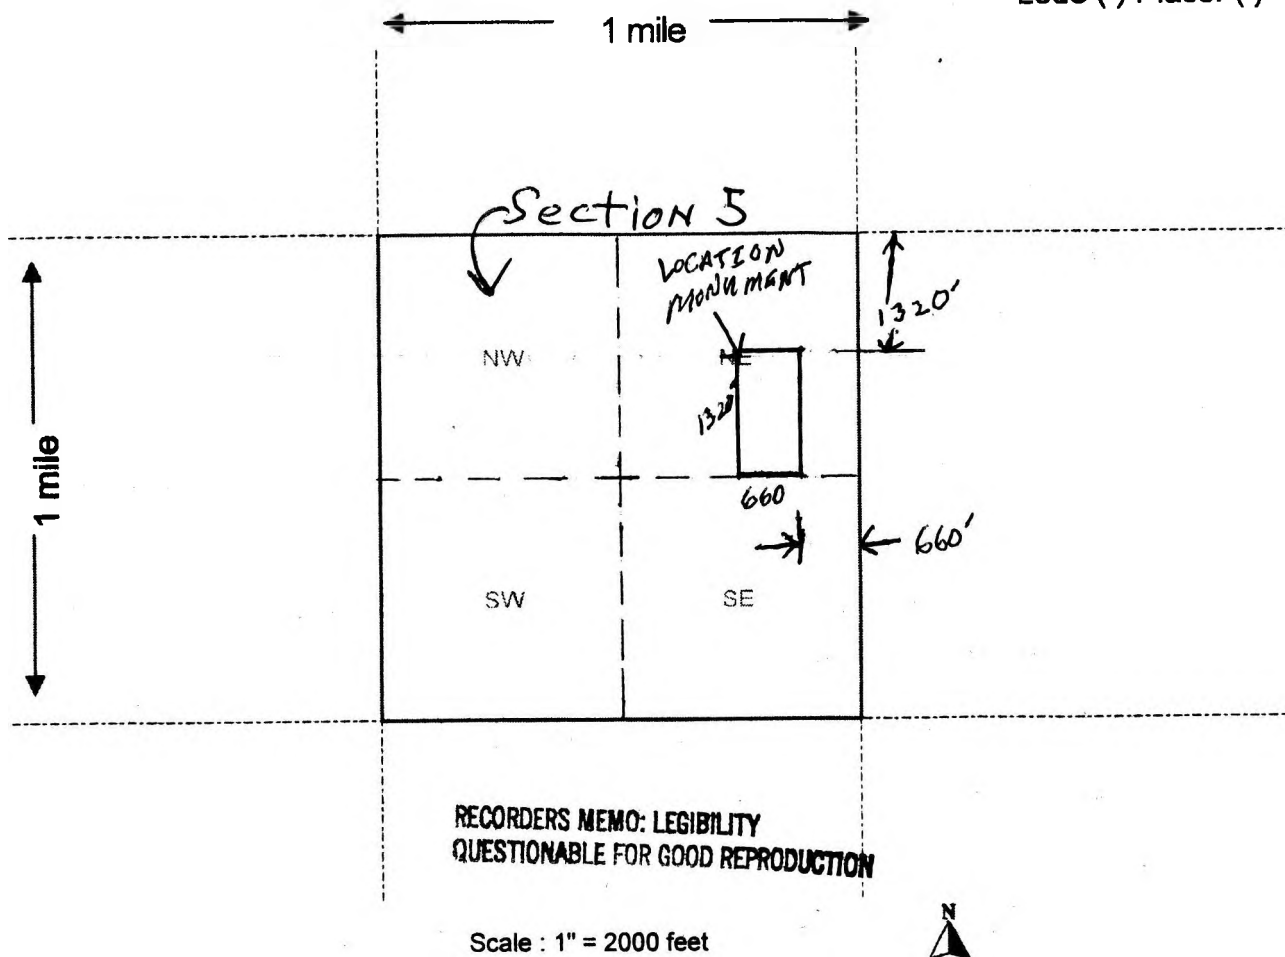 1 mile
Section 5
LOCATION
MONUMENT
1320'
NW
NE
1320'
1 mile
660
660'
SW
SE
RECORDERS MEMO: LEGIBILITY
QUESTIONABLE FOR GOOD REPRODUCTION
N
Scale : 1" = 2000 feet